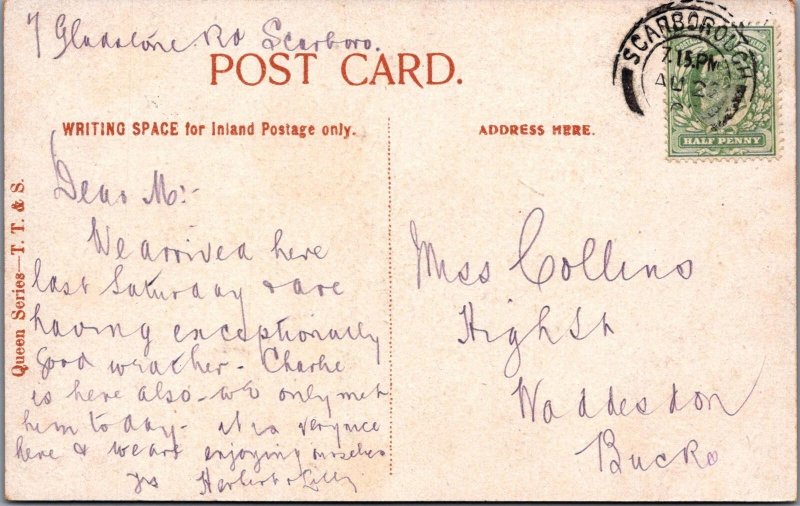 7 Gladstone Rd Scarboro.
POST CARD.
WRITING SPACE for Inland Postage only.
ADDRESS HERE.
Queen Series—T. T. & S.
SCARBOROUGH
7.15 PM
AU 2
HALF PENNY
Dear M:-
We arrived here
last Saturday & are
having exceptionally
good weather - Charlie
is here also - we only met
him to day - it is very nice
here & we are enjoying ourselves
yrs Herbert & Lilly
Miss Collins
High St
Waddesdon
Bucks